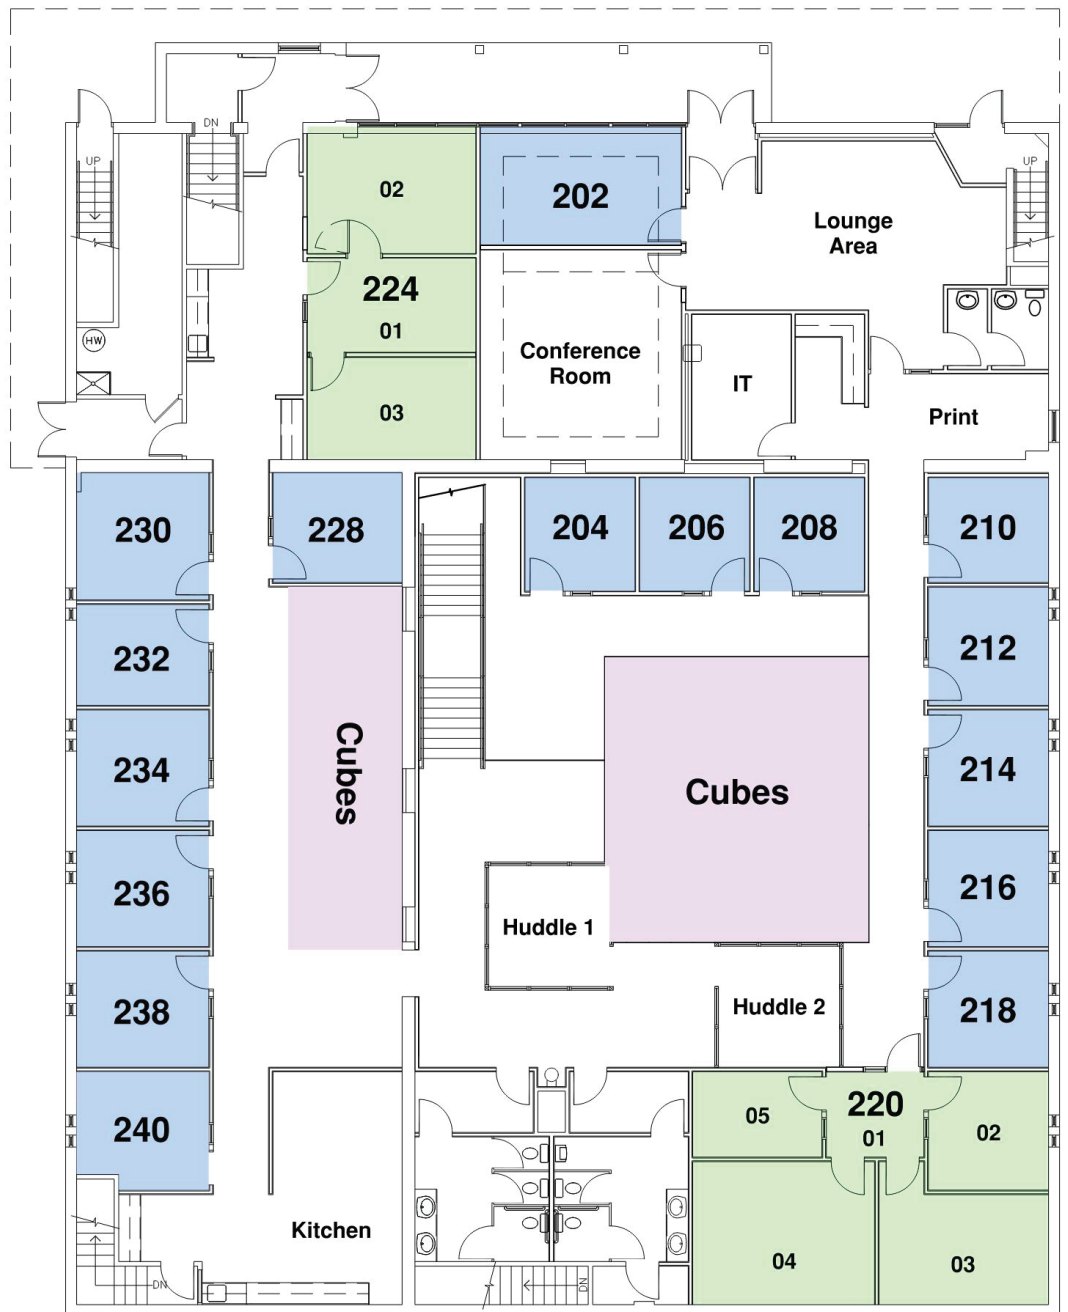 DN
UP
UP
02
202
Lounge
Area
224
01
Conference
Room
HW
IT
03
Print
230
228
204
206
208
210
232
212
Cubes
234
Cubes
214
236
216
Huddle 1
238
Huddle 2
218
240
05
220
01
02
Kitchen
04
03
DN
DN